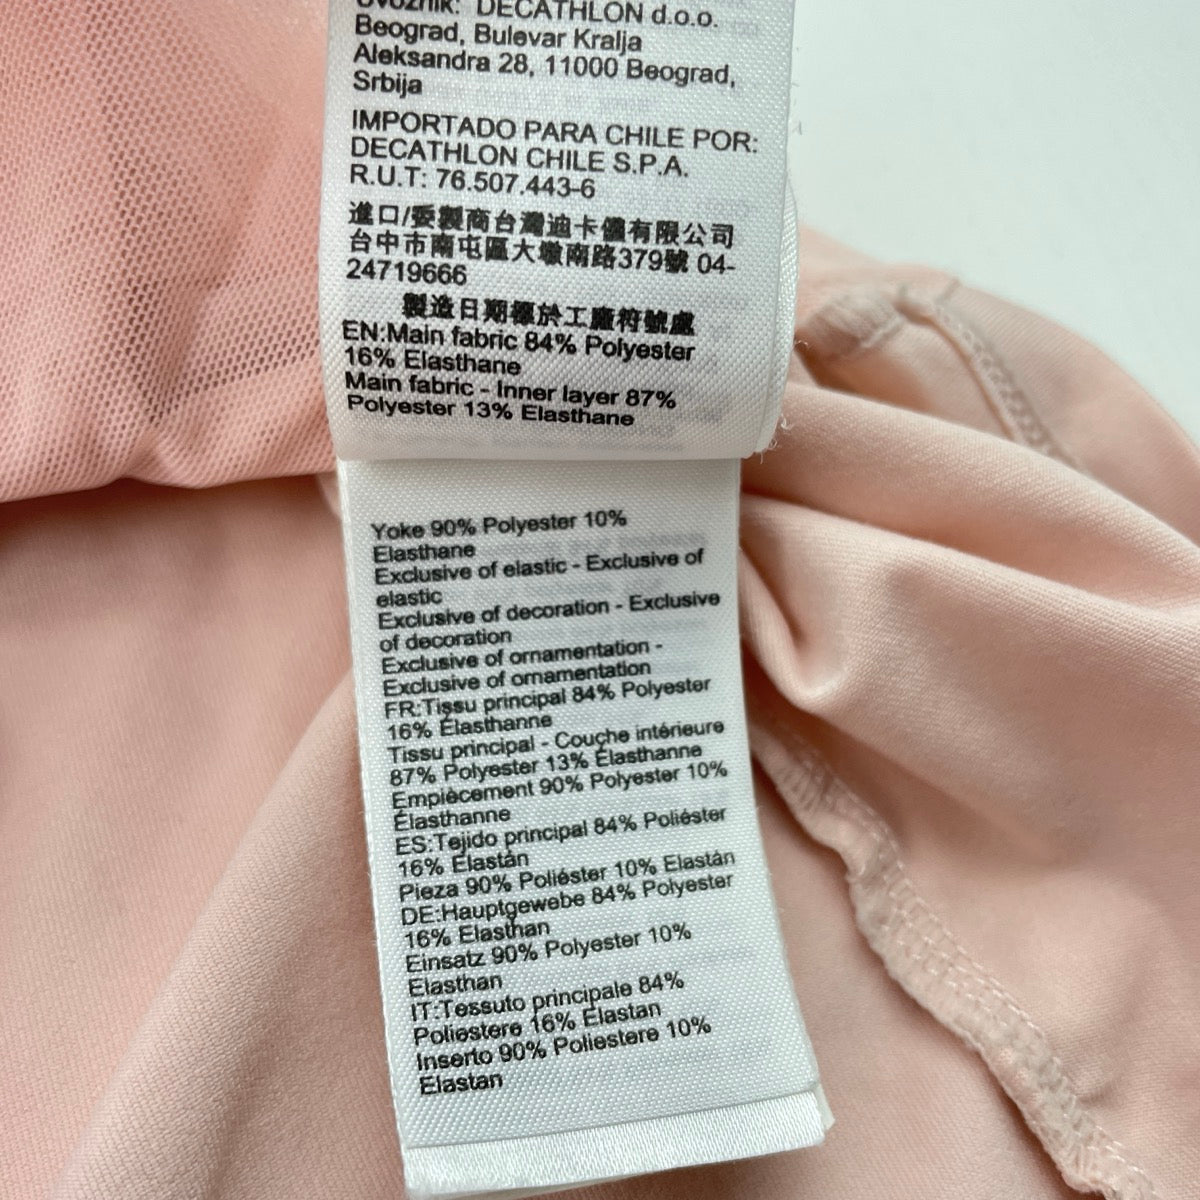 Uvoznik: DECATHLON d.o.o.
Beograd, Bulevar Kralja
Aleksandra 28, 11000 Beograd,
Srbija
IMPORTADO PARA CHILE POR:
DECATHLON CHILE S.P.A.
R.U.T: 76.507.443-6
進口/委製商台灣迪卡儂有限公司
台中市南屯區大墩南路379號 04-
24719666
製造日期標於工廠符號處
EN:Main fabric 84% Polyester
16% Elasthane
Main fabric - Inner layer 87%
Polyester 13% Elasthane
Yoke 90% Polyester 10%
Elasthane
Exclusive of elastic - Exclusive of
elastic
Exclusive of decoration - Exclusive
of decoration
Exclusive of ornamentation -
Exclusive of ornamentation
FR:Tissu principal 84% Polyester
16% Élasthanne
Tissu principal - Couche intérieure
87% Polyester 13% Élasthanne
Empiècement 90% Polyester 10%
Élasthanne
ES:Tejido principal 84% Poliéster
16% Elastán
Pieza 90% Poliéster 10% Elastán
DE:Hauptgewebe 84% Polyester
16% Elasthan
Einsatz 90% Polyester 10%
Elasthan
IT:Tessuto principale 84%
Poliestere 16% Elastan
Inserto 90% Poliestere 10%
Elastan